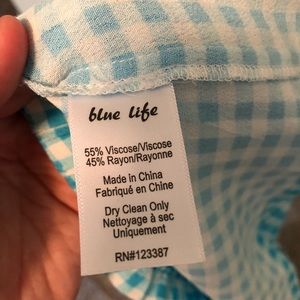 blue life
55% Viscose/Viscose
45% Rayon/Rayonne
Made in China
Fabriqué en Chine
Dry Clean Only
Nettoyage à sec
Uniquement
RN#123387